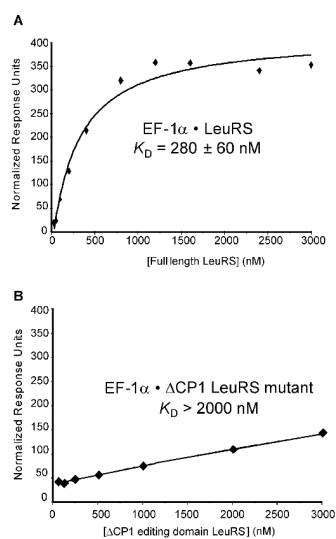 A
Normalized Response Units
400
350
300
250
200
150
100
50
0
EF-1α • LeuRS
KD = 280 ± 60 nM
0 500 1000 1500 2000 2500 3000
[Full length LeuRS] (nM)
B
Normalized Response Units
400
350
300
250
200
150
100
50
0
EF-1α • ΔCP1 LeuRS mutant
KD > 2000 nM
0 500 1000 1500 2000 2500 3000
[ΔCP1 editing domain LeuRS] (nM)